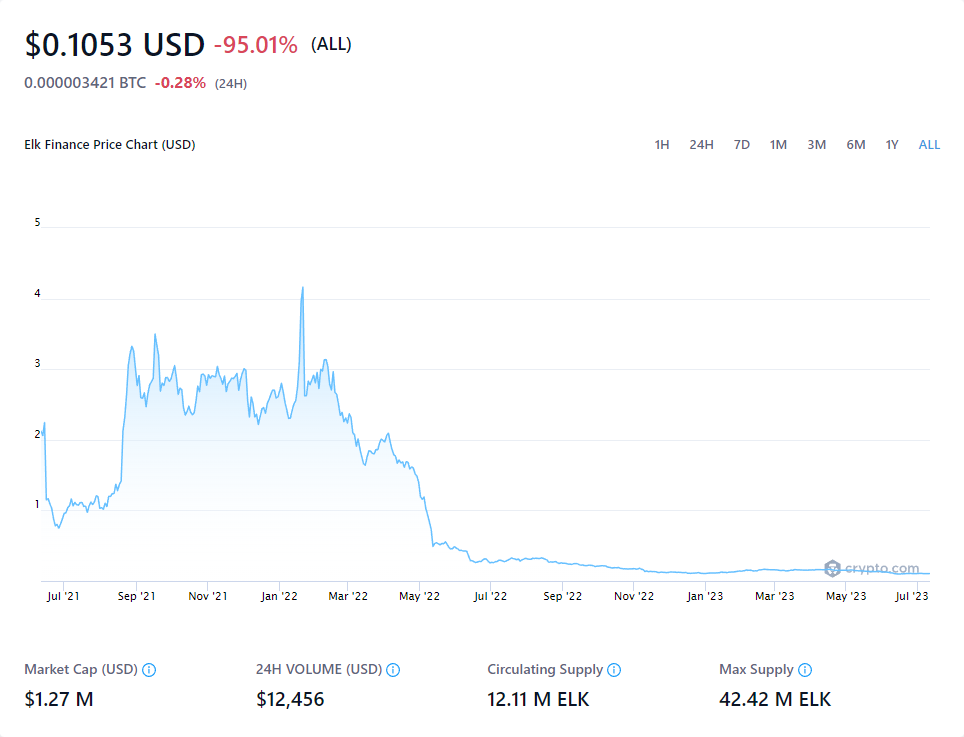 $0.1053 USD -95.01% (ALL)
0.000003421 BTC -0.28% (24H)
Elk Finance Price Chart (USD) 1H 24H 7D 1M 3M 6M 1Y ALL
5
4
3
2
1
crypto.com
Jul '21 Sep '21 Nov '21 Jan '22 Mar '22 May '22 Jul '22 Sep '22 Nov '22 Jan '23 Mar '23 May '23 Jul '23
Market Cap (USD) 24H VOLUME (USD) Circulating Supply Max Supply
$1.27 M $12,456 12.11 M ELK 42.42 M ELK